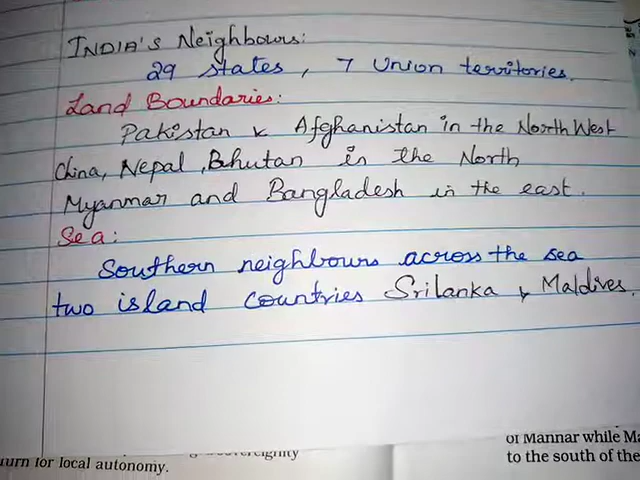 INDIA'S Neighbours:
29 states, 7 Union territories.
Land Boundaries:
Pakistan & Afghanistan in the North West
China, Nepal, Bhutan in the North
Myanmar and Bangladesh in the east.
Sea:
Southern neighbours across the sea
two island countries Srilanka & Maldives.
of Mannar while
to the south of the
for local autonomy.